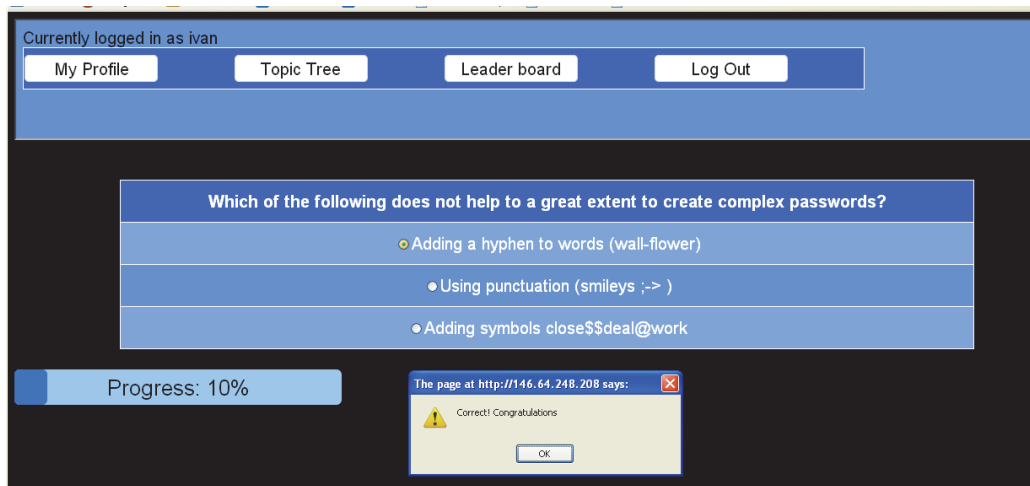 Currently logged in as ivan
My Profile Topic Tree Leader board Log Out
Which of the following does not help to a great extent to create complex passwords?
Adding a hyphen to words (wall-flower)
Using punctuation (smileys ;-> )
Adding symbols close$$deal@work
Progress: 10%
The page at http://146.64.248.208 says:
Correct! Congratulations
OK